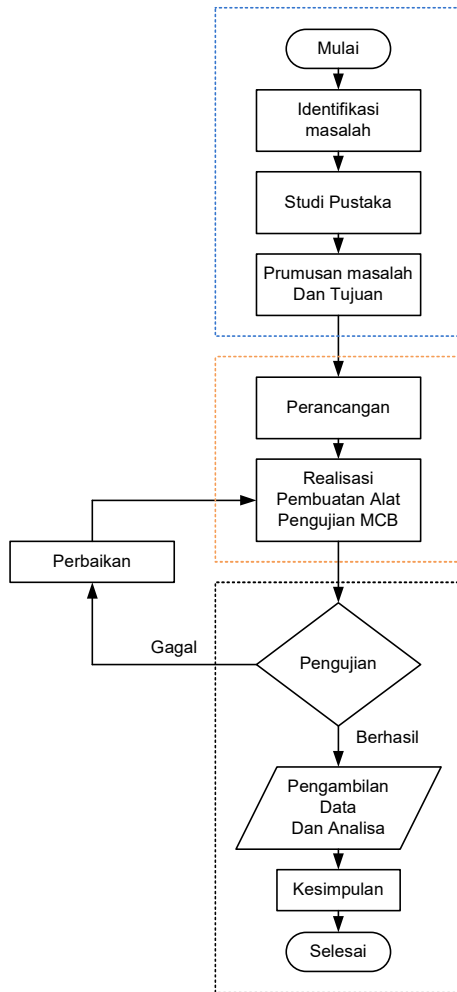 Mulai
Identifikasi
masalah
Studi Pustaka
Prumusan masalah
Dan Tujuan
Perancangan
Realisasi
Pembuatan Alat
Pengujian MCB
Perbaikan
Gagal
Pengujian
Berhasil
Pengambilan
Data
Dan Analisa
Kesimpulan
Selesai